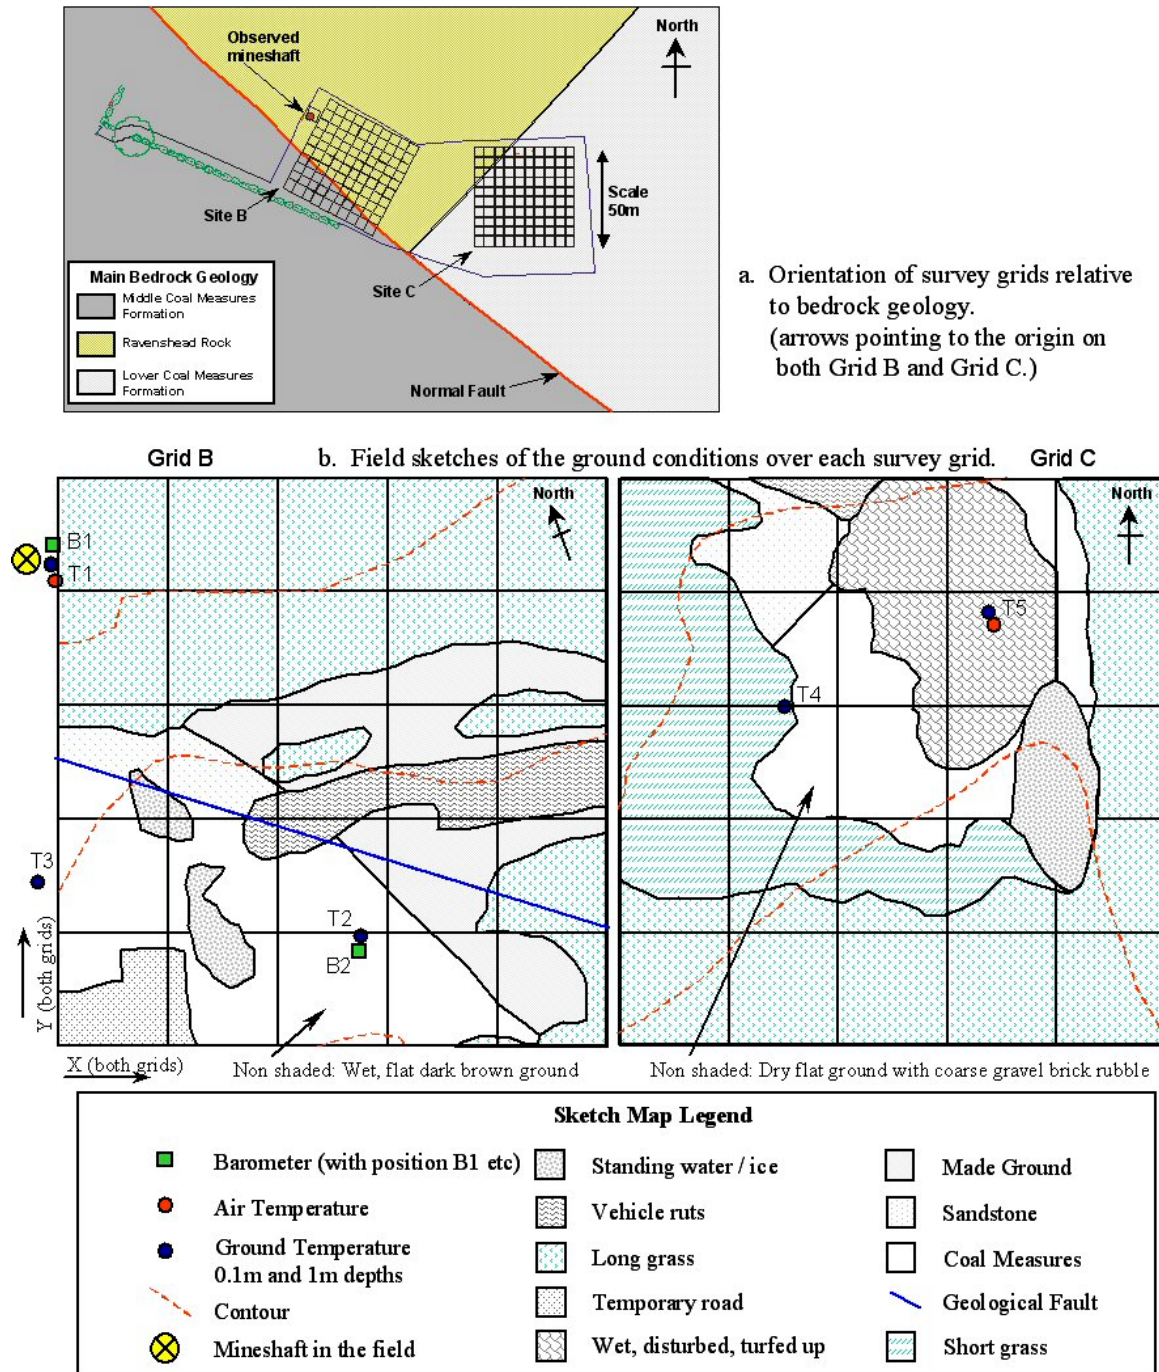 North
Observed
mineshaft
Scale
50m
Site B
Site C
Main Bedrock Geology
Middle Coal Measures
Formation
Ravenshead Rock
Lower Coal Measures
Formation
Normal Fault
a. Orientation of survey grids relative
to bedrock geology.
(arrows pointing to the origin on
both Grid B and Grid C.)
Grid B
b. Field sketches of the ground conditions over each survey grid.
Grid C
North
North
B1
T1
T5
T4
T3
T2
B2
Y (both grids)
X (both grids)
Non shaded: Wet, flat dark brown ground
Non shaded: Dry flat ground with coarse gravel brick rubble
Sketch Map Legend
Barometer (with position B1 etc)
Air Temperature
Ground Temperature
0.1m and 1m depths
Contour
Mineshaft in the field
Standing water / ice
Vehicle ruts
Long grass
Temporary road
Wet, disturbed, turfed up
Made Ground
Sandstone
Coal Measures
Geological Fault
Short grass